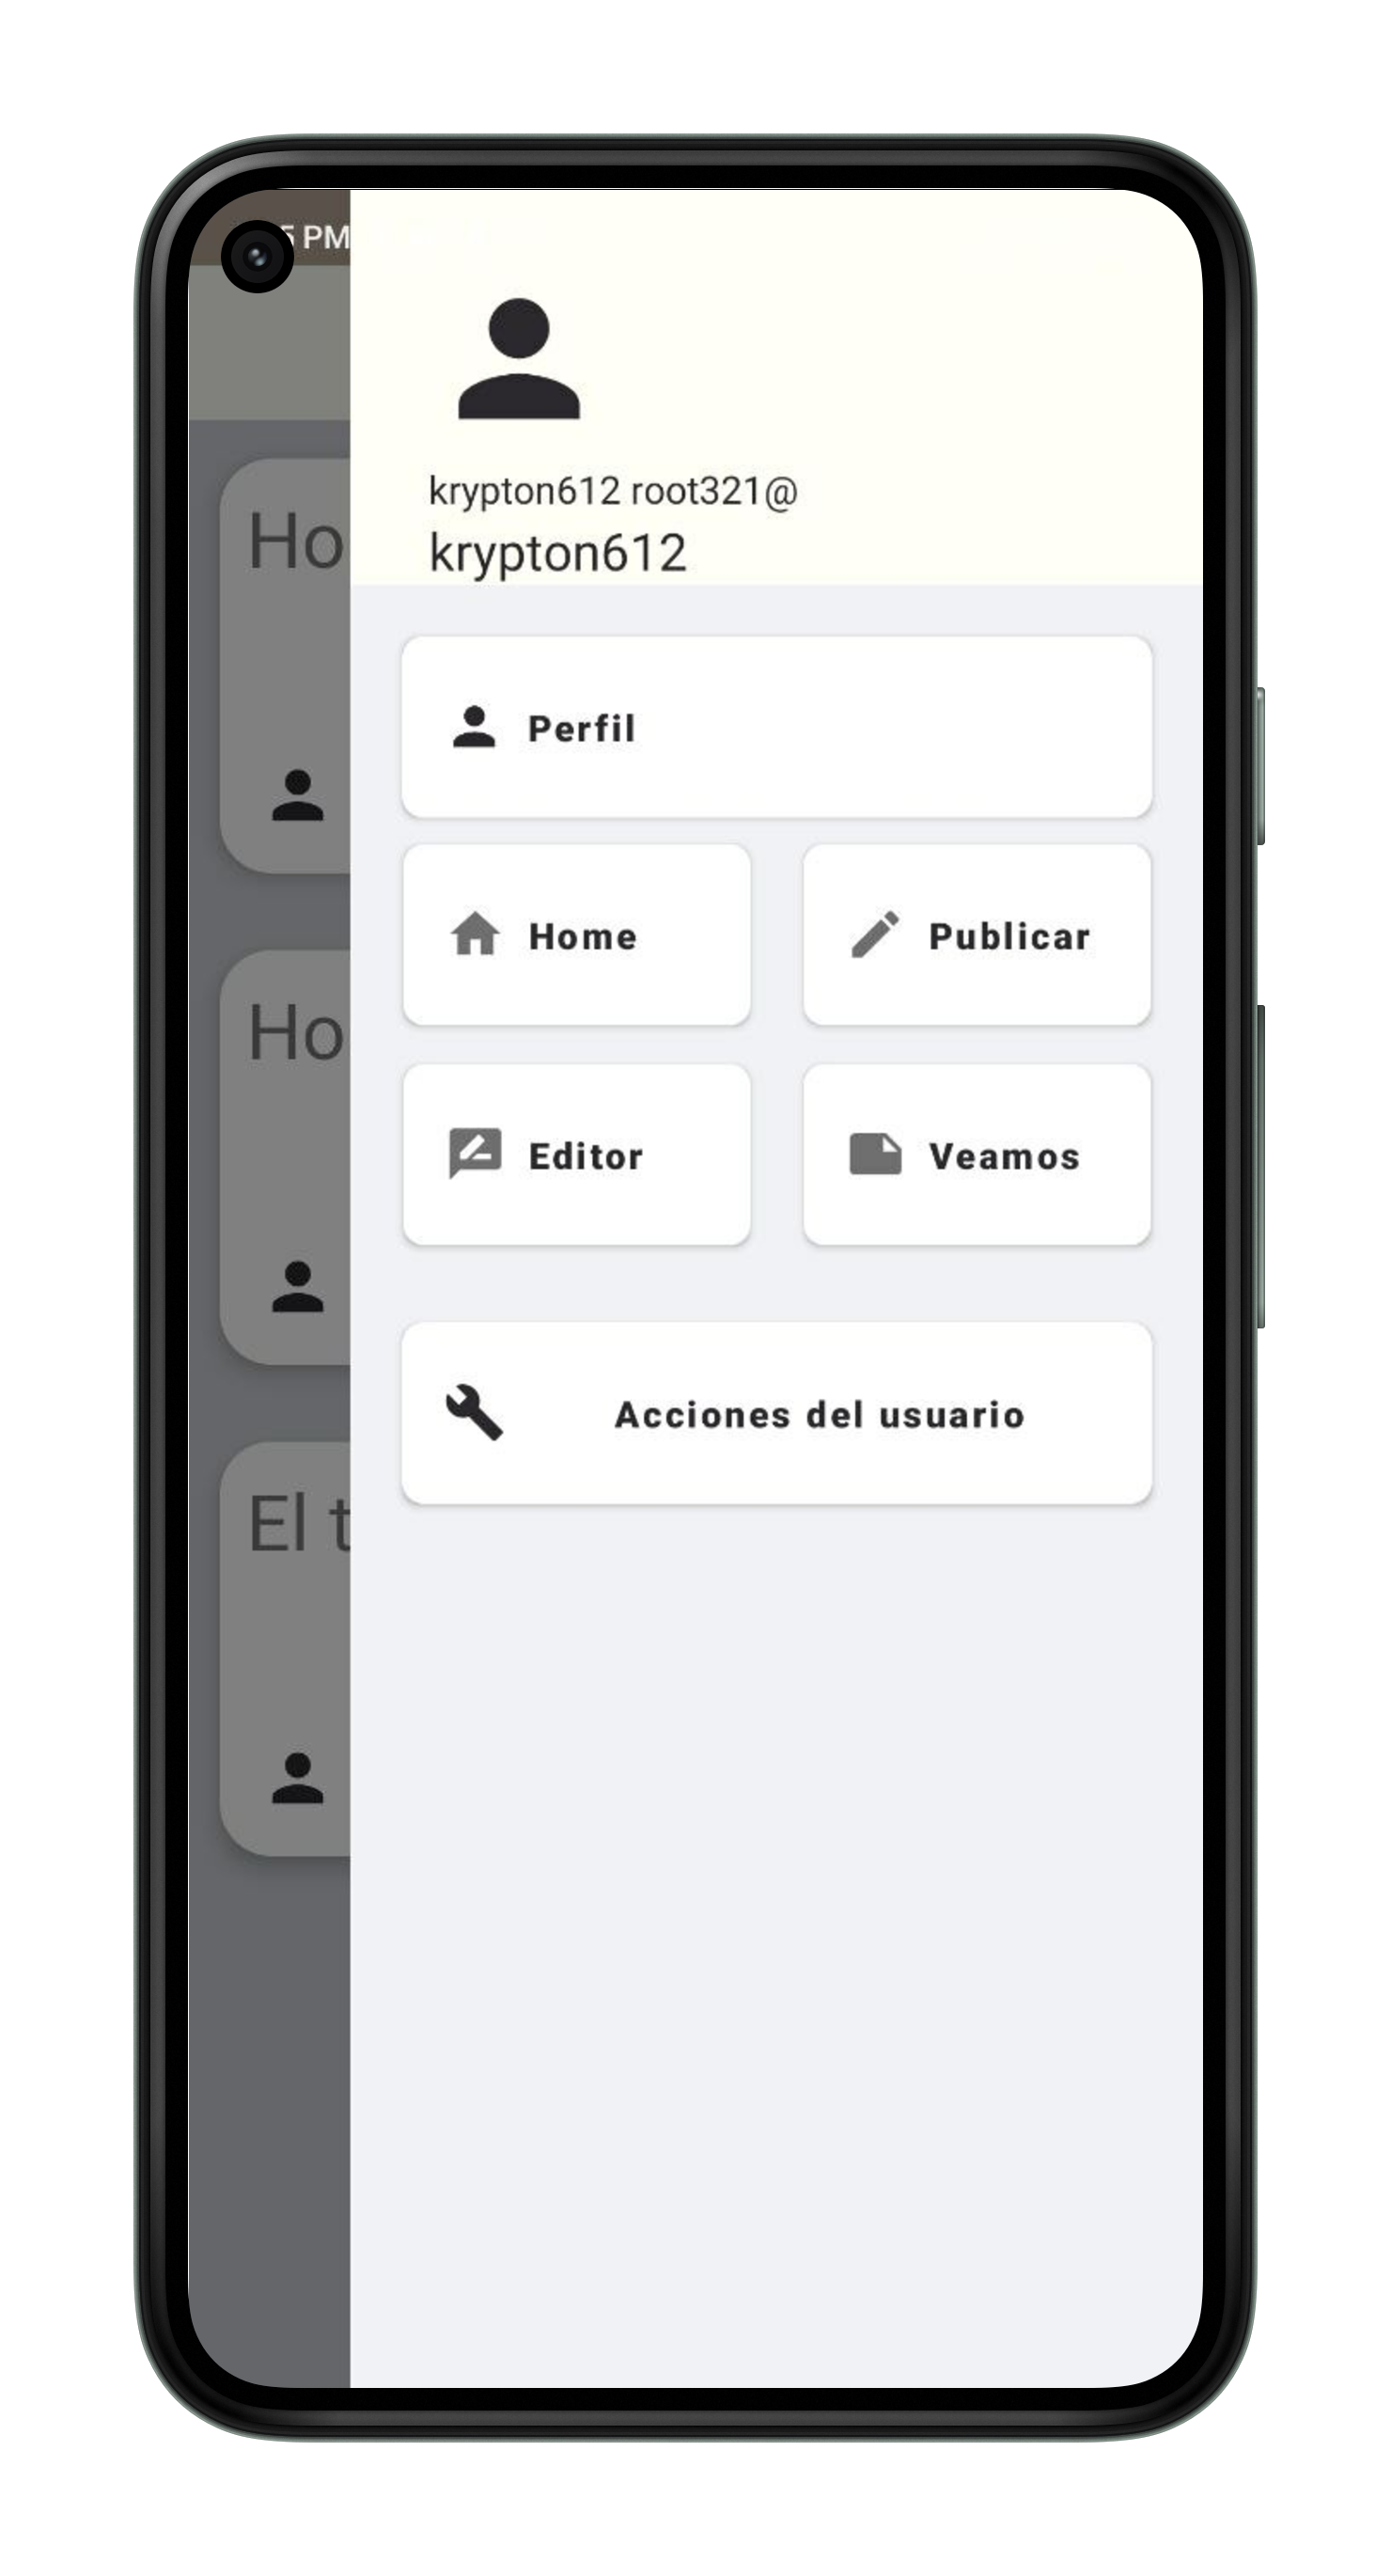 5 PM
krypton612 root321@
krypton612
Ho
Perfil
Home
Publicar
Ho
Editor
Veamos
Acciones del usuario
El t